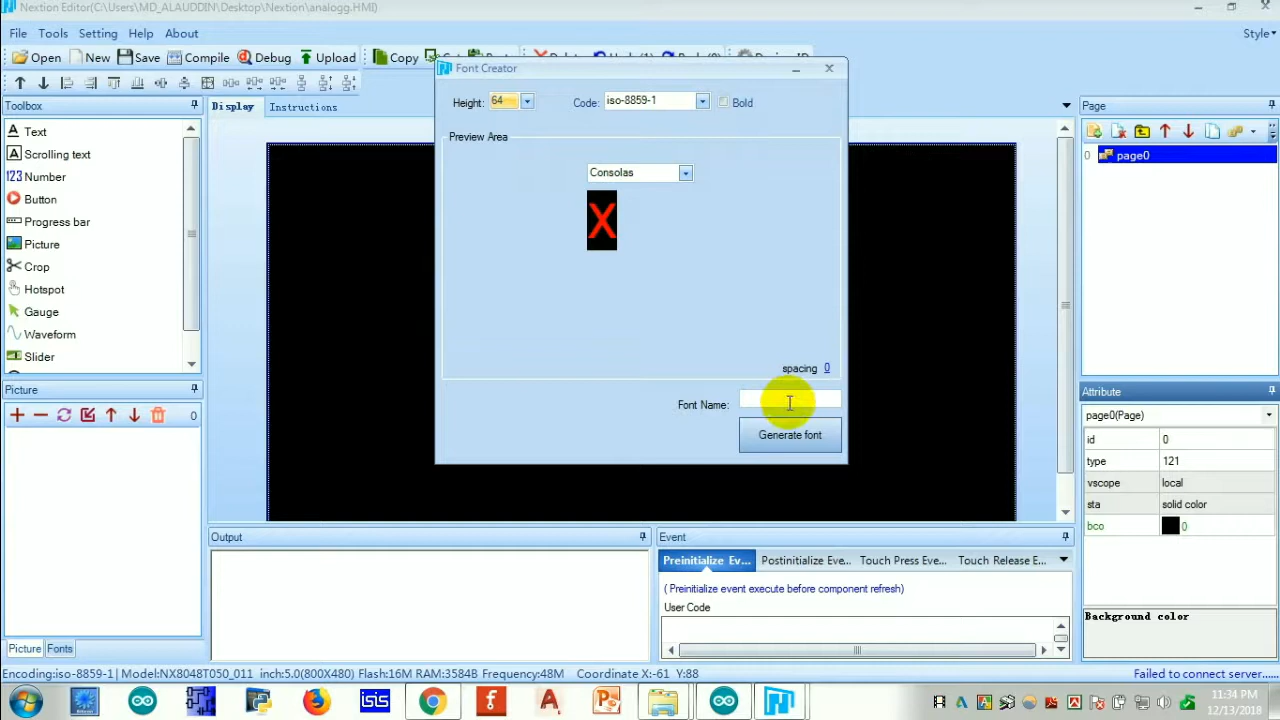 Nextion Editor(C:\Users\MD_ALAUDDIN\Desktop\Nextion\analogg.HMI)
File Tools Setting Help About
Style
Open New Save Compile Debug Upload Copy
Toolbox
Display Instructions
Page
Text
Scrolling text
Number
Button
Progress bar
Picture
Crop
Hotspot
Gauge
Waveform
Slider
123
Font Creator
Height: 64 Code: iso-8859-1 Bold
Preview Area
Consolas
X
spacing 0
Font Name:
Generate font
0 page0
Picture
0
Picture Fonts
Attribute
page0(Page)
id 0
type 121
vscope local
sta solid color
bco 0
Background color
Output
Event
Preinitialize Ev... Postinitialize Eve... Touch Press Eve... Touch Release E...
( Preinitialize event execute before component refresh)
User Code
Encoding:iso-8859-1 Model:NX8048T050_011 inch:5.0(800X480) Flash:16M RAM:3584B Frequency:48M Coordinate X:-61 Y:88 Failed to connect server...
isis
11:34 PM
12/13/2018